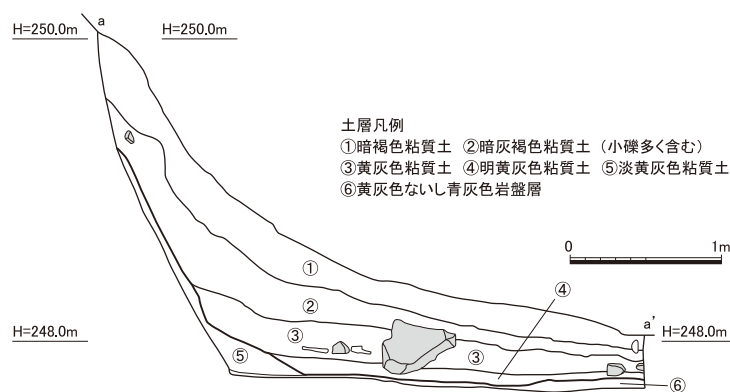 H=250.0m a H=250.0m
土層凡例
①暗褐色粘質土 ②暗灰褐色粘質土 (小礫多く含む)
③黄灰色粘質土 ④明黄灰色粘質土 ⑤淡黄灰色粘質土
⑥黄灰色ないし青灰色岩盤層
0 1m
①
④
②
H=248.0m a' H=248.0m
③
③
⑤
⑥